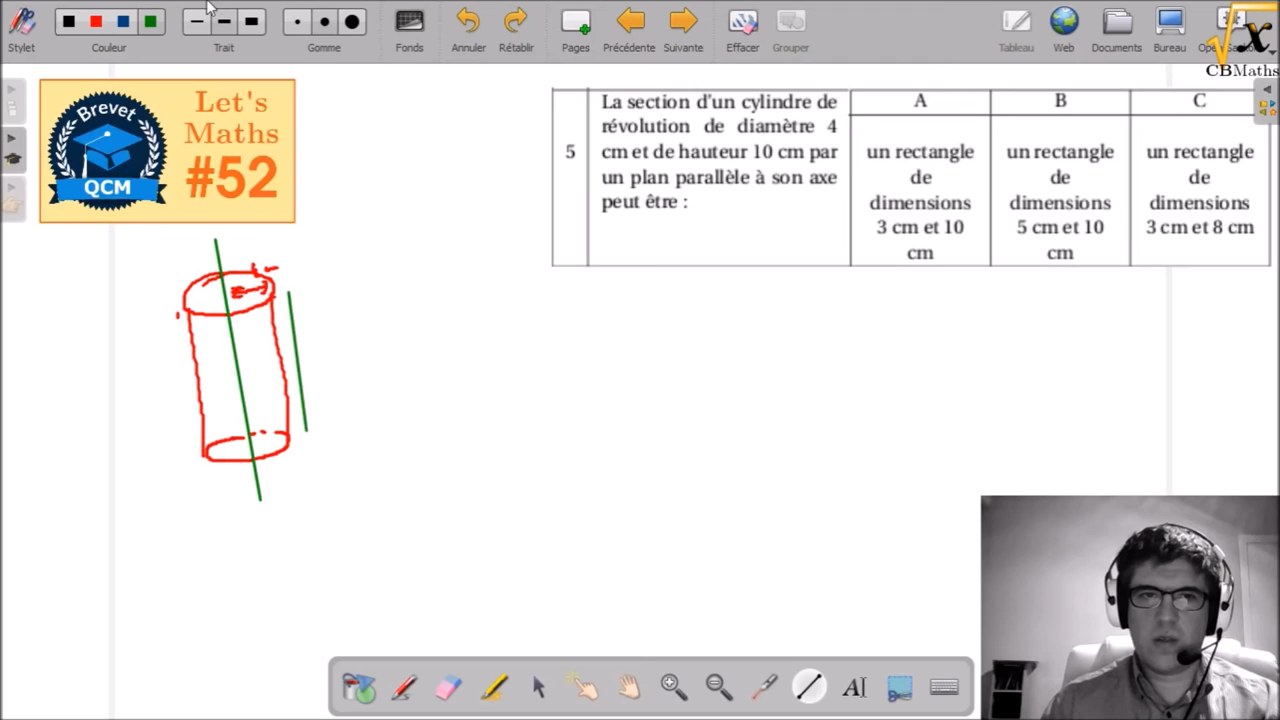 Stylet
Couleur
Trait
Gomme
Fonds
Annuler
Rétablir
Pages
Précédente
Suivante
Effacer
Grouper
Tableau
Web
Documents
Bureau
CBMaths
Brevet
QCM
Let's
Maths
#52
5
La section d'un cylindre de
révolution de diamètre 4
cm et de hauteur 10 cm par
un plan parallèle à son axe
peut être :
A
un rectangle
de
dimensions
3 cm et 10
cm
B
un rectangle
de
dimensions
5 cm et 10
cm
C
un rectangle
de
dimensions
3 cm et 8 cm